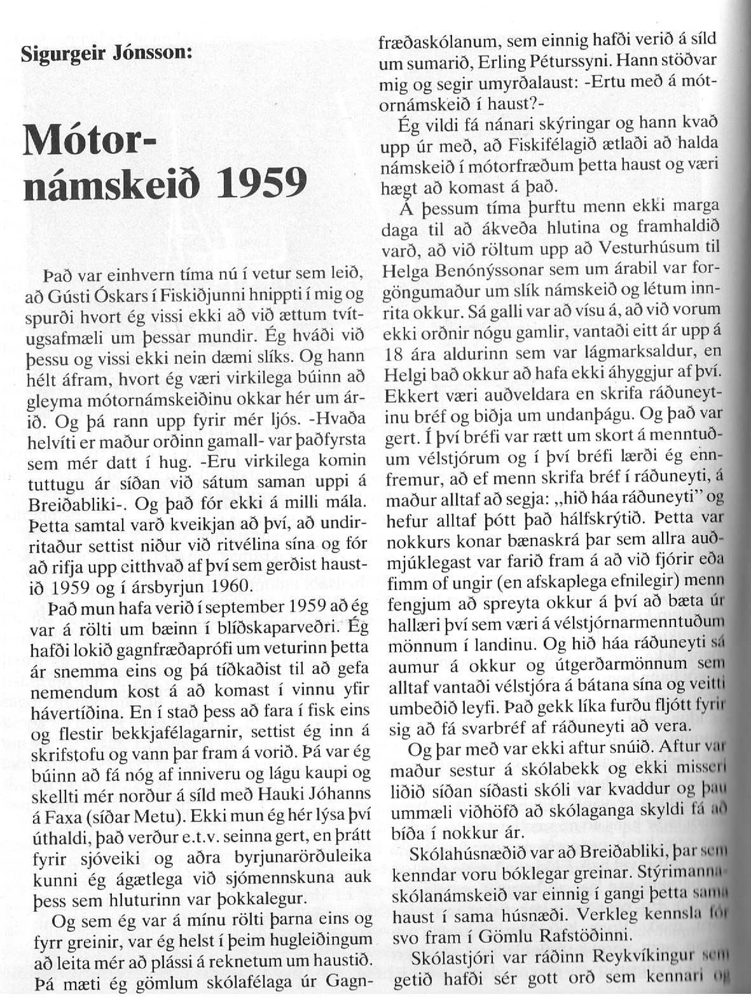 Sigurgeir Jónsson:
Mótor-
námskeið 1959
Það var einhvern tíma nú í vetur sem leið,
að Gústi Óskars í Fiskiðjunni hnippti í mig og
spurði hvort ég vissi ekki að við ættum tvít-
ugsafmæli um þessar mundir. Ég hváði við
þessu og vissi ekki nein dæmi slíks. Og hann
hélt áfram, hvort ég væri virkilega búinn að
gleyma mótornámskeiðinu okkar hér um ár-
ið. Og þá rann upp fyrir mér ljós. -Hvaða
helvíti er maður orðinn gamall- var þaðfyrsta
sem mér datt í hug. -Eru virkilega komin
tuttugu ár síðan við sátum saman uppi á
Breiðabliki-. Og það fór ekki á milli mála.
Þetta samtal varð kveikjan að því, að undir-
ritaður settist niður við ritvélina sína og fór
að rifja upp eitthvað af því sem gerðist haust-
ið 1959 og í ársbyrjun 1960.
Það mun hafa verið í september 1959 að ég
var á rölti um bæinn í blíðskaparveðri. Ég
hafði lokið gagnfræðaprófi um veturinn þetta
ár snemma eins og þá tíðkaðist til að gefa
nemendum kost á að komast í vinnu yfir
hávertíðina. En í stað þess að fara í fisk eins
og flestir bekkjafélagarnir, settist ég inn á
skrifstofu og vann þar fram á vorið. Þá var ég
búinn að fá nóg af inniveru og lágu kaupi og
skellti mér norður á síld með Hauki Jóhanns
á Faxa (síðar Metu). Ekki mun ég hér lýsa því
úthaldi, það verður e.t.v. seinna gert, en þrátt
fyrir sjóveiki og aðra byrjunarörðuleika
kunni ég ágætlega við sjómennskuna auk
þess sem hluturinn var þokkalegur.
Og sem ég var á mínu rölti þarna eins og
fyrr greinir, var ég helst í þeim hugleiðingum
að leita mér að plássi á reknetum um haustið.
Þá mæti ég gömlum skólafélaga úr Gagn-
fræðaskólanum, sem einnig hafði verið á síld
um sumarið, Erling Péturssyni. Hann stöðvar
mig og segir umyrðalaust: -Ertu með á mót-
ornámskeið í haust?-
Ég vildi fá nánari skýringar og hann kvað
upp úr með, að Fiskifélagið ætlaði að halda
námskeið í mótorfræðum þetta haust og væri
hægt að komast á það.
Á þessum tíma þurftu menn ekki marga
daga til að ákveða hlutina og framhaldið
varð, að við röltum upp að Vesturhúsum til
Helga Benónýssonar sem um árabil var for-
göngumaður um slík námskeið og létum inn-
rita okkur. Sá galli var að vísu á, að við vorum
ekki orðnir nógu gamlir, vantaði eitt ár upp á
18 ára aldurinn sem var lágmarksaldur, en
Helgi bað okkur að hafa ekki áhyggjur af því.
Ekkert væri auðveldara en skrifa ráðuneyt-
inu bréf og biðja um undanþágu. Og það var
gert. Í því bréfi var rætt um skort á menntuð-
um vélstjórum og í því bréfi lærði ég enn-
fremur, að ef menn skrifa bréf í ráðuneyti, á
maður alltaf að segja: „hið háa ráðuneyti” og
hefur alltaf þótt það hálfskrýtið. Þetta var
nokkurs konar bænaskrá þar sem allra auð-
mjúklegast var farið fram á að við fjórir eða
fimm of ungir (en afskaplega efnilegir) menn
fengjum að spreyta okkur á því að bæta úr
hallæri því sem væri á vélstjórnarmenntuðum
mönnum í landinu. Og hið háa ráðuneyti sá
aumur á okkur og útgerðarmönnum sem
alltaf vantaði vélstjóra á bátana sína og veitti
umbeðið leyfi. Það gekk líka furðu fljótt fyrir
sig að fá svarbréf af ráðuneyti að vera.
Og þar með var ekki aftur snúið. Aftur var
maður sestur á skólabekk og ekki misseri
liðið síðan síðasti skóli var kvaddur og þau
ummæli viðhöfð að skólaganga skyldi fá að
bíða í nokkur ár.
Skólahúsnæðið var að Breiðabliki, þar sem
kenndar voru bóklegar greinar. Stýrimanna-
skólanámskeið var einnig í gangi þetta sama
haust í sama húsnæði. Verkleg kennsla fór
svo fram í Gömlu Rafstöðinni.
Skólastjóri var ráðinn Reykvíkingur sem
getið hafði sér gott orð sem kennari og